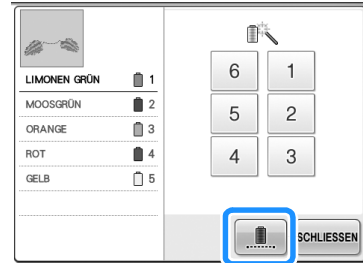 LIMONEN GRÜN 1
MOOSGRÜN 2
ORANGE 3
ROT 4
GELB 5
6 1
5 2
4 3
SCHLIESSEN